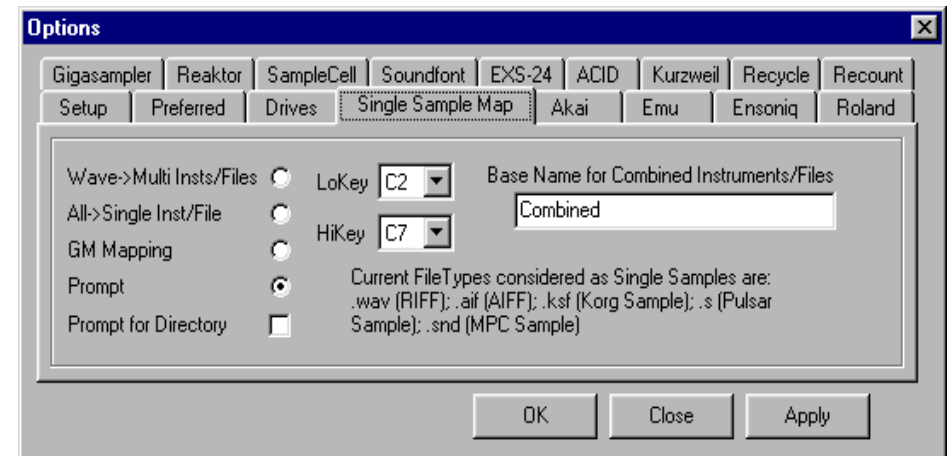 Options
Gigasampler Reaktor SampleCell Soundfont EXS-24 ACID Kurzweil Recycle Recount
Setup Preferred Drives Single Sample Map Akai Emu Ensoniq Roland
Wave->Multi Insts/Files
All->Single Inst/File
GM Mapping
Prompt
Prompt for Directory
LoKey C2
HiKey C7
Base Name for Combined Instruments/Files
Combined
Current FileTypes considered as Single Samples are:
.wav (RIFF); .aif (AIFF); .ksf (Korg Sample); .s (Pulsar
Sample); .snd (MPC Sample)
OK Close Apply